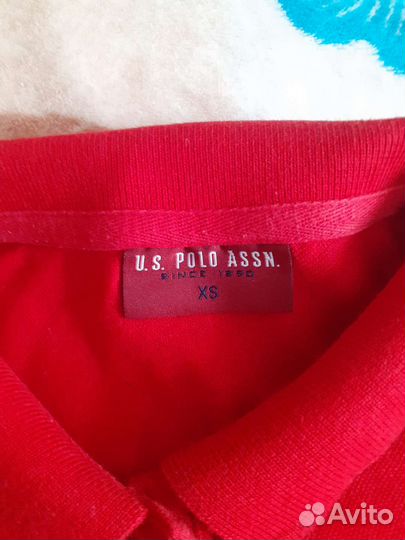 U.S. POLO ASSN.
SINCE 1890
XS
Avito